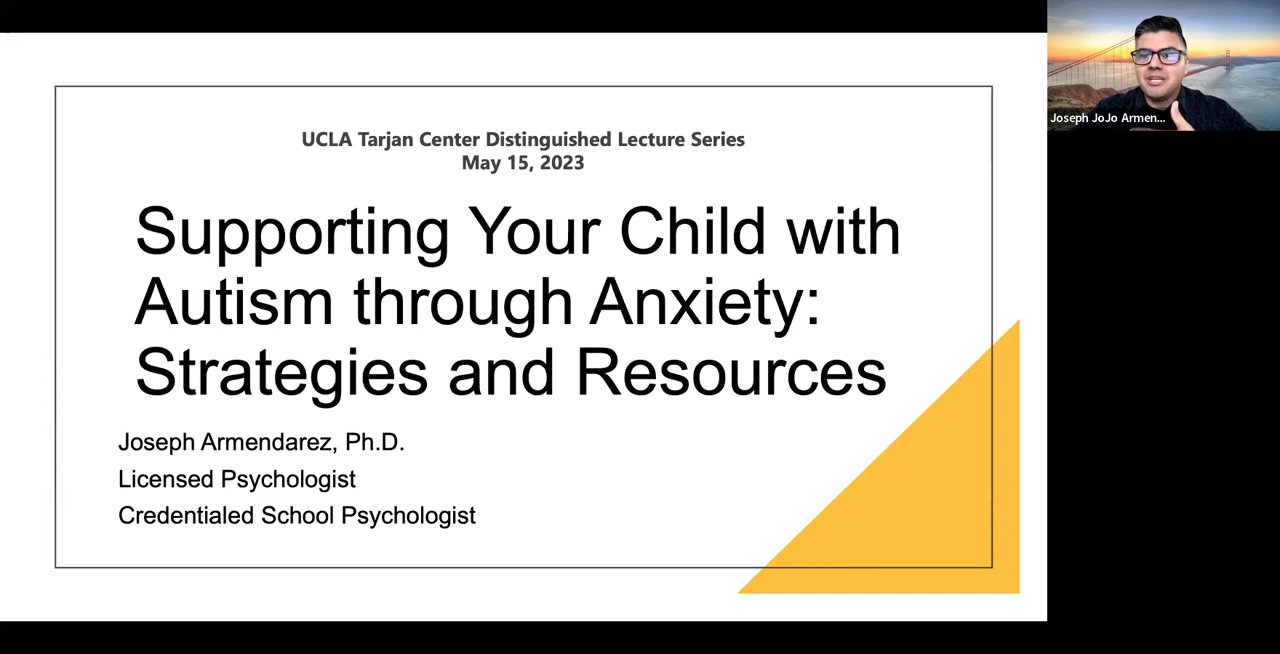 UCLA Tarjan Center Distinguished Lecture Series
May 15, 2023
Supporting Your Child with
Autism through Anxiety:
Strategies and Resources
Joseph Armendarez, Ph.D.
Licensed Psychologist
Credentialed School Psychologist
Joseph JoJo Armen...